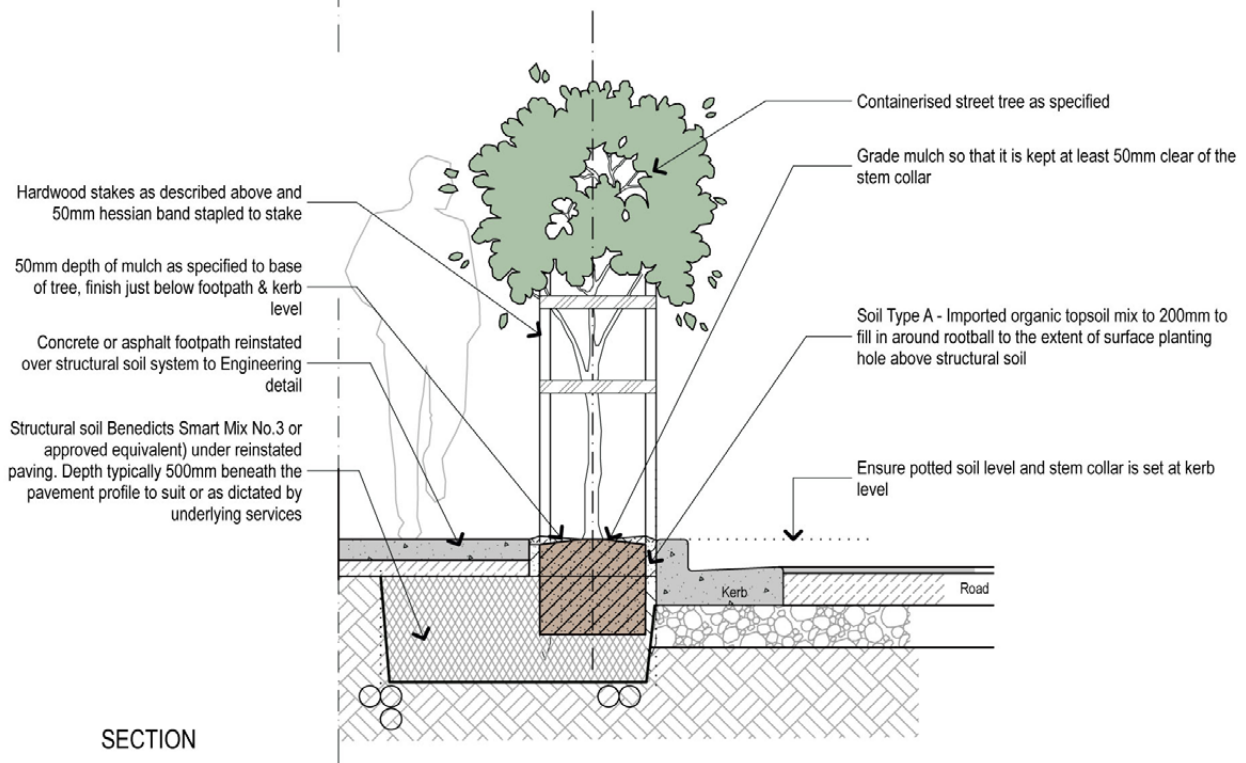 Hardwood stakes as described above and
50mm hessian band stapled to stake
50mm depth of mulch as specified to base
of tree, finish just below footpath & kerb
level
Concrete or asphalt footpath reinstated
over structural soil system to Engineering
detail
Structural soil Benedicts Smart Mix No.3 or
approved equivalent) under reinstated
paving. Depth typically 500mm beneath the
pavement profile to suit or as dictated by
underlying services
Containerised street tree as specified
Grade mulch so that it is kept at least 50mm clear of the
stem collar
Soil Type A - Imported organic topsoil mix to 200mm to
fill in around rootball to the extent of surface planting
hole above structural soil
Ensure potted soil level and stem collar is set at kerb
level
Kerb
Road
SECTION